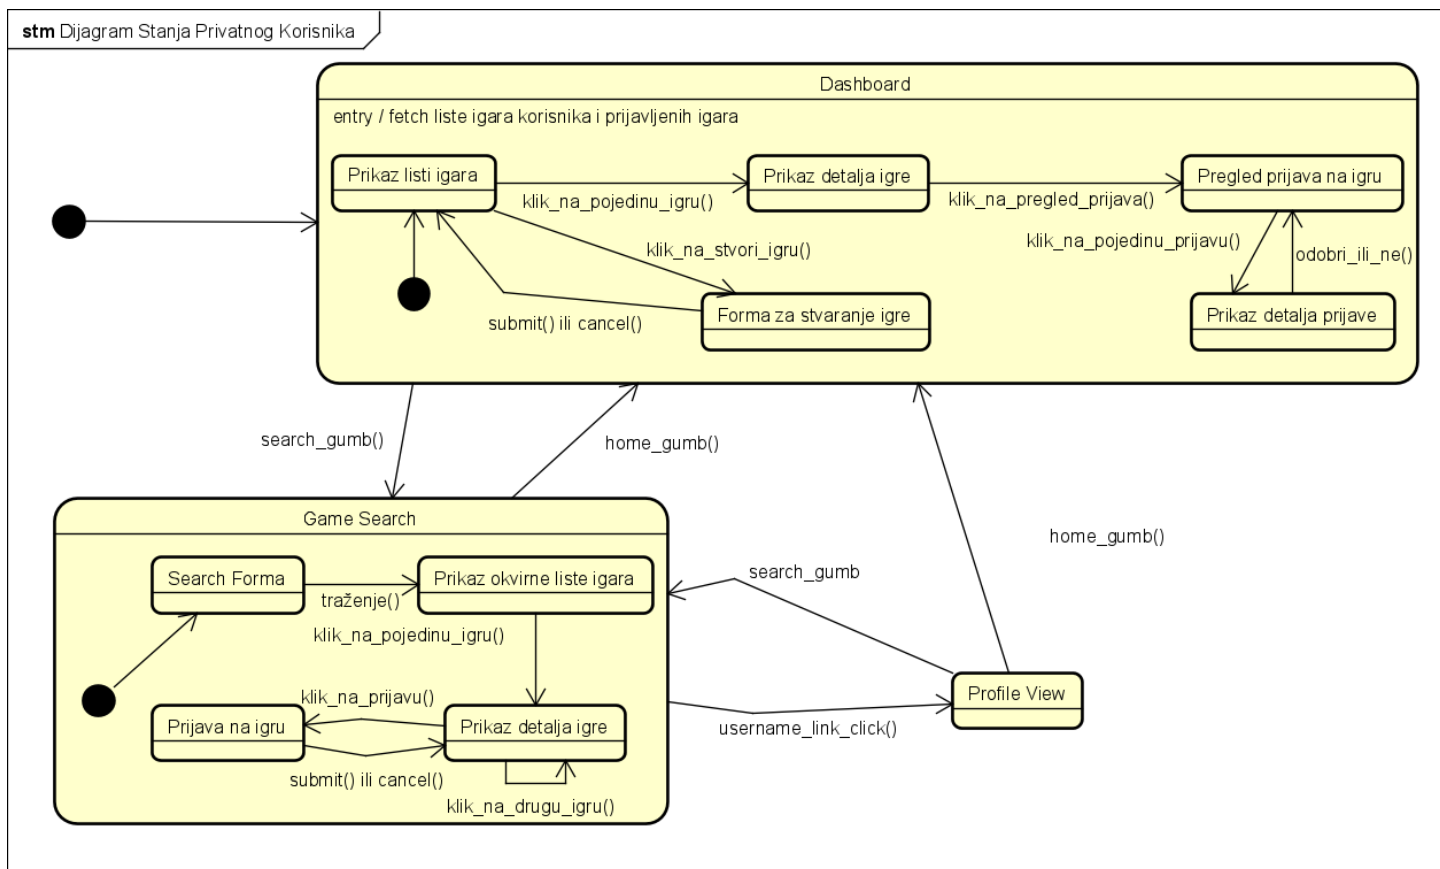 stm Dijagram Stanja Privatnog Korisnika
Dashboard
entry / fetch liste igara korisnika i prijavljenih igara
Prikaz listi igara
Prikaz detalja igre
Pregled prijava na igru
klik_na_pojedinu_igru()
klik_na_pregled_prijava()
klik_na_stvori_igru()
klik_na_pojedinu_prijavu()
odobri_ili_ne()
submit() ili cancel()
Forma za stvaranje igre
Prikaz detalja prijave
search_gumb()
home_gumb()
Game Search
home_gumb()
Search Forma
Prikaz okvirne liste igara
search_gumb
traženje()
klik_na_pojedinu_igru()
klik_na_prijavu()
Profile View
Prijava na igru
Prikaz detalja igre
username_link_click()
submit() ili cancel()
klik_na_drugu_igru()